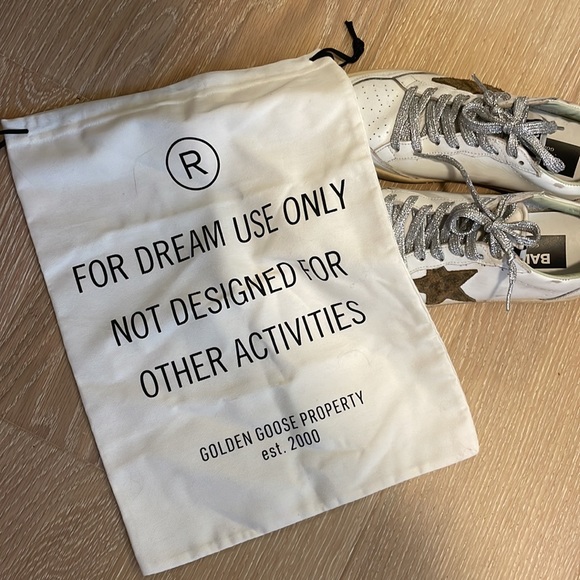 R
FOR DREAM USE ONLY
NOT DESIGNED FOR
OTHER ACTIVITIES
GOLDEN GOOSE PROPERTY
est. 2000